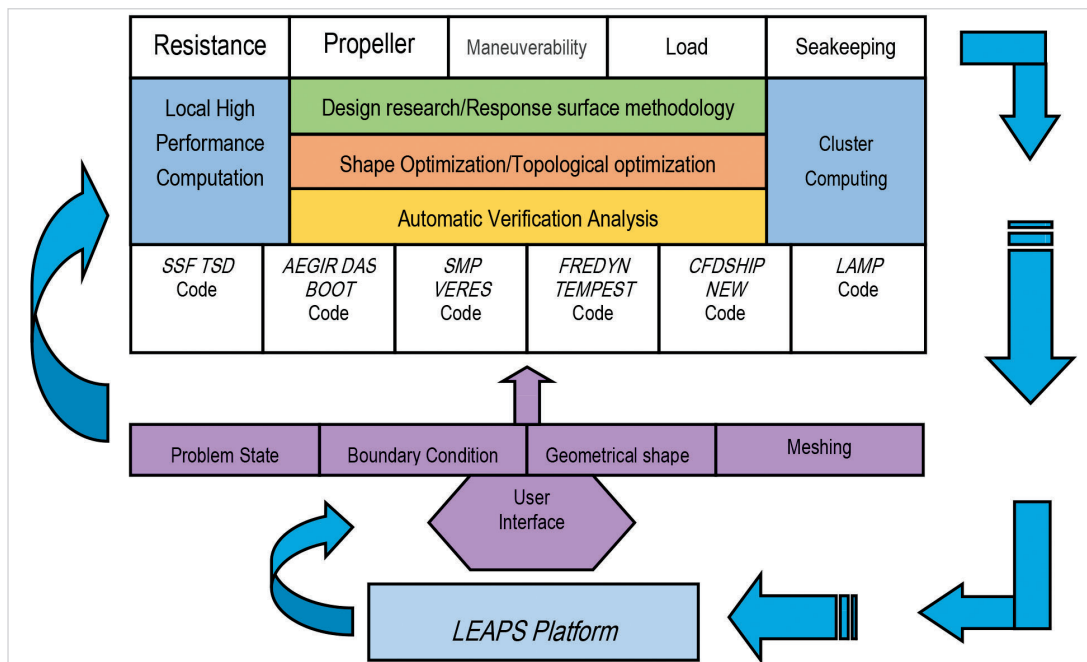 Resistance
Propeller
Maneuverability
Load
Seakeeping
Local High
Performance
Computation
Design research/Response surface methodology
Shape Optimization/Topological optimization
Automatic Verification Analysis
Cluster
Computing
SSF TSD
Code
AEGIR DAS
BOOT
Code
SMP
VERES
Code
FREDYN
TEMPEST
Code
CFDSHIP
NEW
Code
LAMP
Code
Problem State
Boundary Condition
Geometrical shape
Meshing
User
Interface
LEAPS Platform